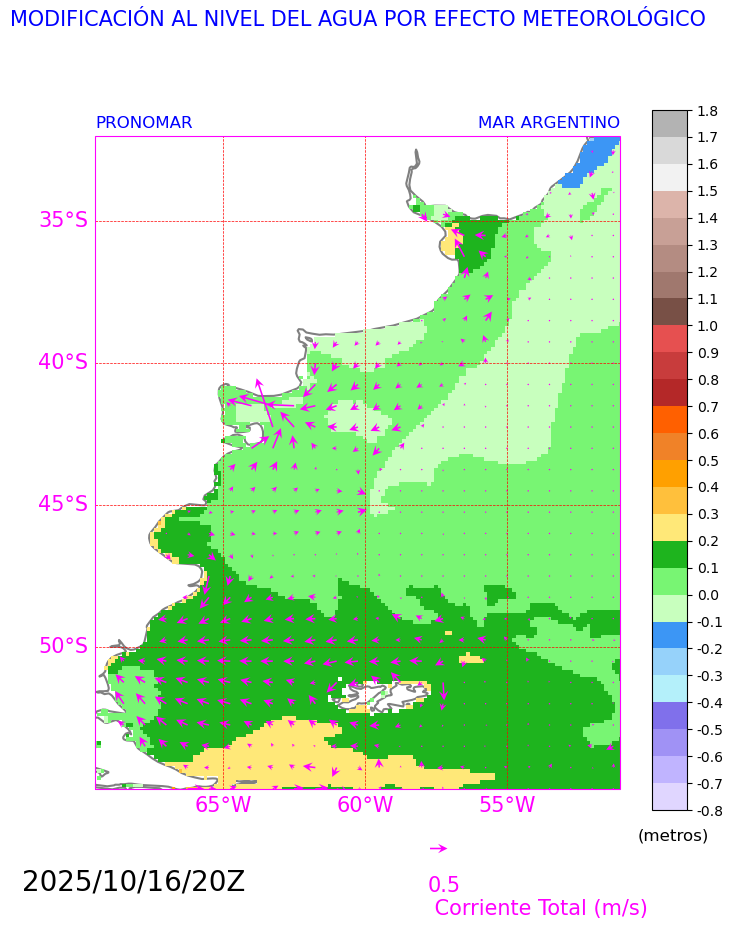 MODIFICACIÓN AL NIVEL DEL AGUA POR EFECTO METEOROLÓGICO
PRONOMAR
MAR ARGENTINO
35°S
40°S
45°S
50°S
65°W
60°W
55°W
1.8
1.7
1.6
1.5
1.4
1.3
1.2
1.1
1.0
0.9
0.8
0.7
0.6
0.5
0.4
0.3
0.2
0.1
0.0
-0.1
-0.2
-0.3
-0.4
-0.5
-0.6
-0.7
-0.8
(metros)
2025/10/16/20Z
0.5
Corriente Total (m/s)